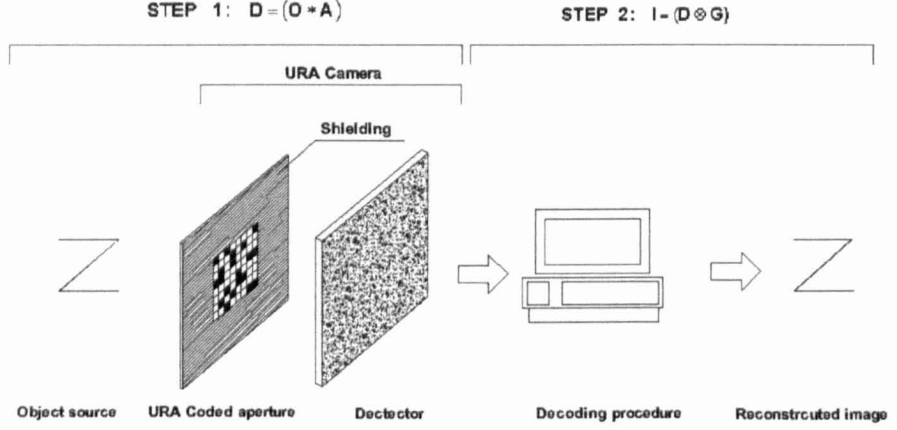 STEP 1: D = (O * A)
STEP 2: I = (D ⊗ G)
URA Camera
Shielding
Object source
URA Coded aperture
Dectector
Decoding procedure
Reconstrcuted image